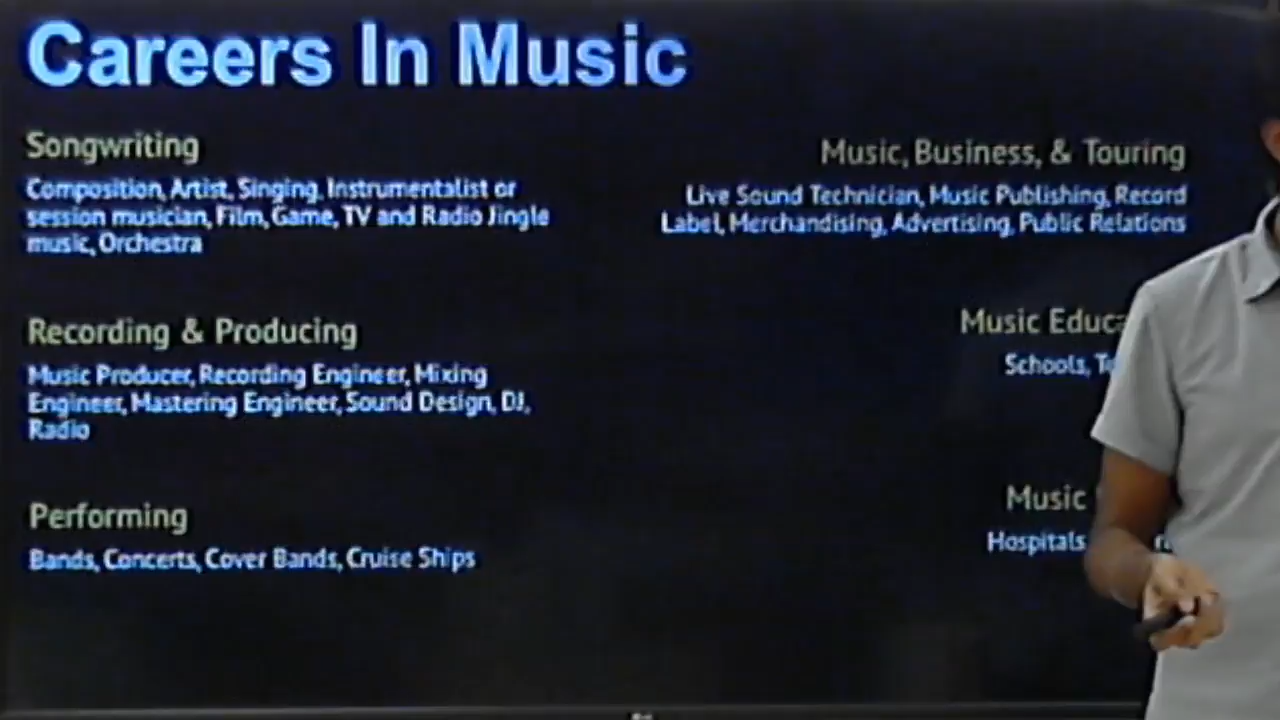 Careers In Music
Songwriting
Composition, Artist, Singing, Instrumentalist or
session musician, Film, Game, TV and Radio Jingle
music, Orchestra
Recording & Producing
Music Producer, Recording Engineer, Mixing
Engineer, Mastering Engineer, Sound Design, DJ,
Radio
Performing
Bands, Concerts, Cover Bands, Cruise Ships
Music, Business, & Touring
Live Sound Technician, Music Publishing, Record
Label, Merchandising, Advertising, Public Relations
Music
Schools,
Music
Hospitals